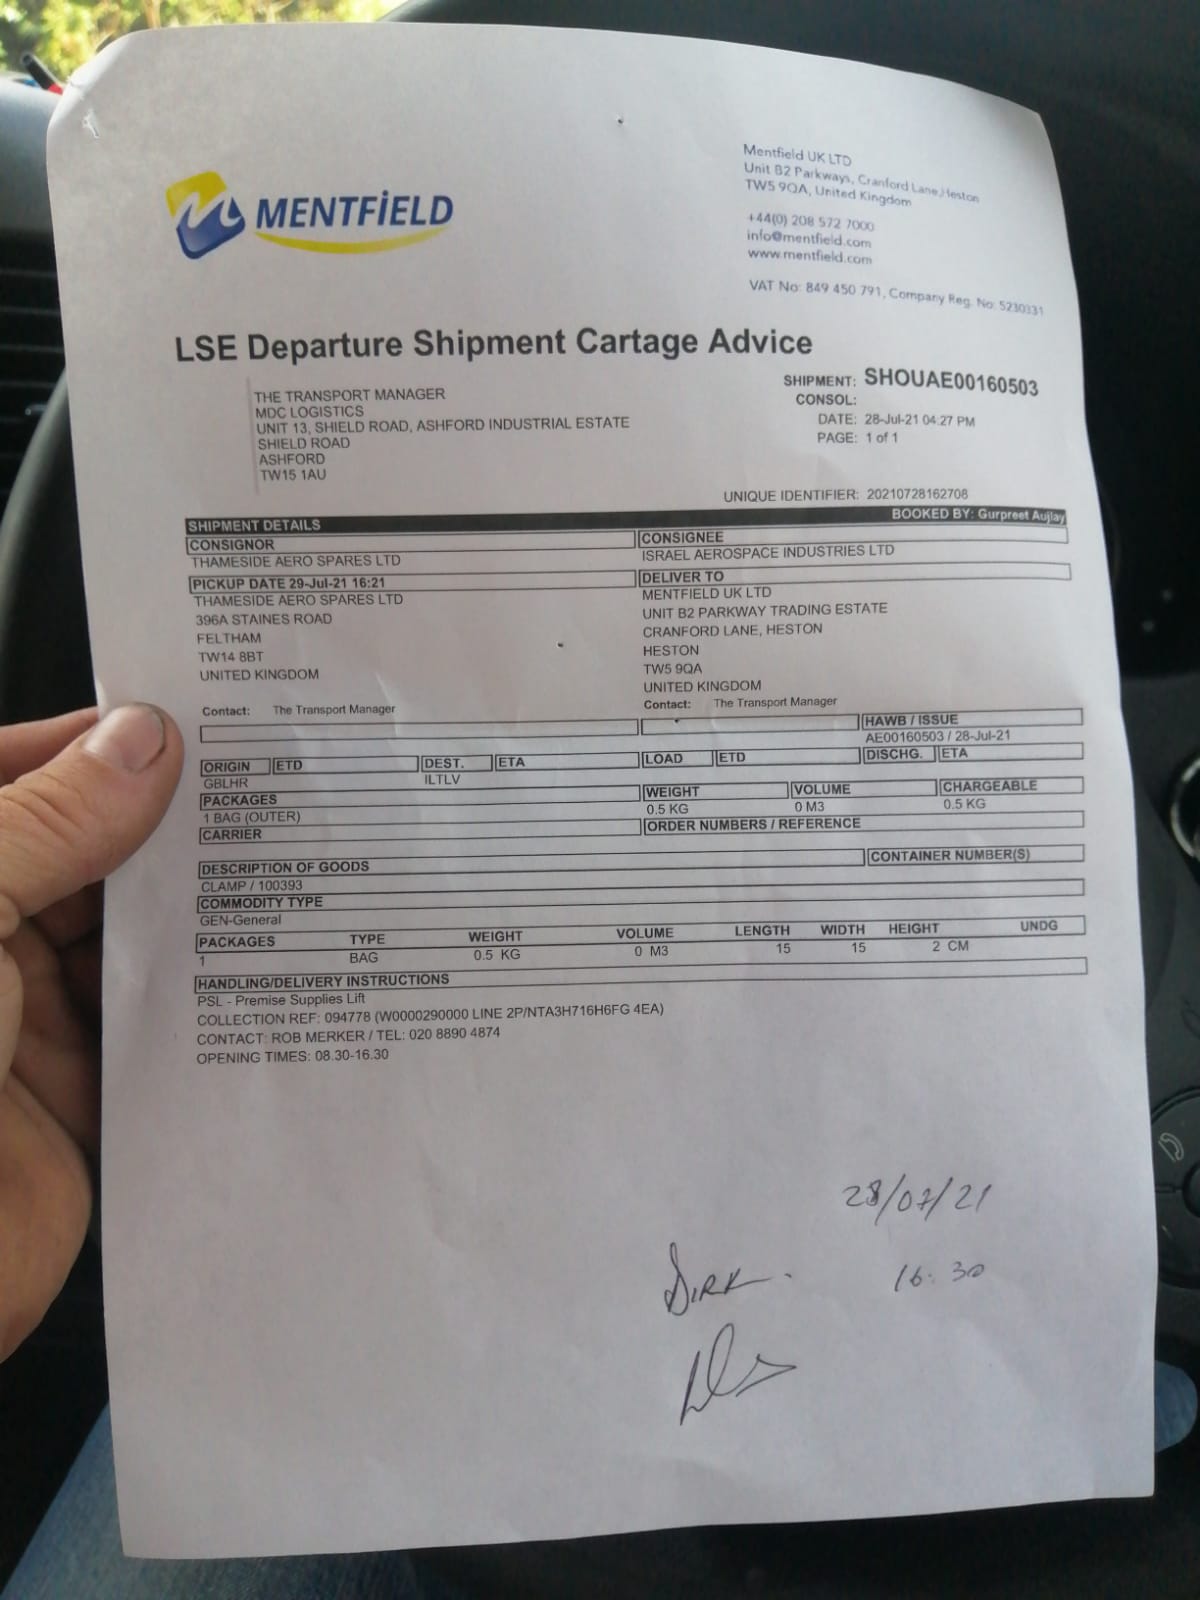 MENTFiELD
Mentfield UK LTD
Unit B2 Parkways, Cranford Lane, Heston
TW5 9QA, United Kingdom
+44(0) 208 572 7000
info@mentfield.com
www.mentfield.com
VAT No: 849 450 791, Company Reg. No: 5230331
LSE Departure Shipment Cartage Advice
THE TRANSPORT MANAGER
MDC LOGISTICS
UNIT 13, SHIELD ROAD, ASHFORD INDUSTRIAL ESTATE
SHIELD ROAD
ASHFORD
TW15 1AU
SHIPMENT: SHOUAE00160503
CONSOL:
DATE: 28-Jul-21 04:27 PM
PAGE: 1 of 1
UNIQUE IDENTIFIER: 20210728162708
SHIPMENT DETAILS BOOKED BY: Gurpreet Aujlay
CONSIGNOR
THAMESIDE AERO SPARES LTD
PICKUP DATE 29-Jul-21 16:21
THAMESIDE AERO SPARES LTD
396A STAINES ROAD
FELTHAM
TW14 8BT
UNITED KINGDOM
Contact: The Transport Manager
CONSIGNEE
ISRAEL AEROSPACE INDUSTRIES LTD
DELIVER TO
MENTFIELD UK LTD
UNIT B2 PARKWAY TRADING ESTATE
CRANFORD LANE, HESTON
HESTON
TW5 9QA
UNITED KINGDOM
Contact: The Transport Manager
HAWB / ISSUE
AE00160503 / 28-Jul-21
ORIGIN ETD DEST. ETA LOAD ETD DISCHG. ETA
GBLHR ILTLV
PACKAGES WEIGHT VOLUME CHARGEABLE
1 BAG (OUTER) 0.5 KG 0 M3 0.5 KG
CARRIER ORDER NUMBERS / REFERENCE
DESCRIPTION OF GOODS CONTAINER NUMBER(S)
CLAMP / 100393
COMMODITY TYPE
GEN-General
PACKAGES TYPE WEIGHT VOLUME LENGTH WIDTH HEIGHT UNDG
1 BAG 0.5 KG 0 M3 15 15 2 CM
HANDLING/DELIVERY INSTRUCTIONS
PSL - Premise Supplies Lift
COLLECTION REF: 094778 (W0000290000 LINE 2P/NTA3H716H6FG 4EA)
CONTACT: ROB MERKER / TEL: 020 8890 4874
OPENING TIMES: 08.30-16.30
28/07/21
DIRK 16:30